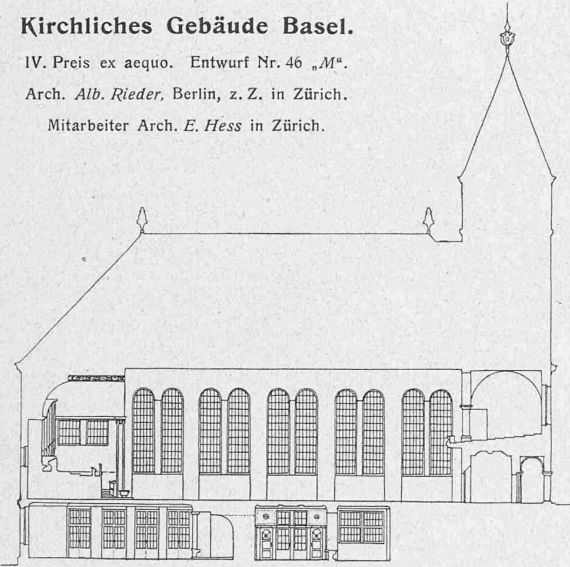 Kirchliches Gebäude Basel.
IV. Preis ex aequo. Entwurf Nr. 46 „M“.
Arch. Alb. Rieder, Berlin, z. Z. in Zürich.
Mitarbeiter Arch. E. Hess in Zürich.